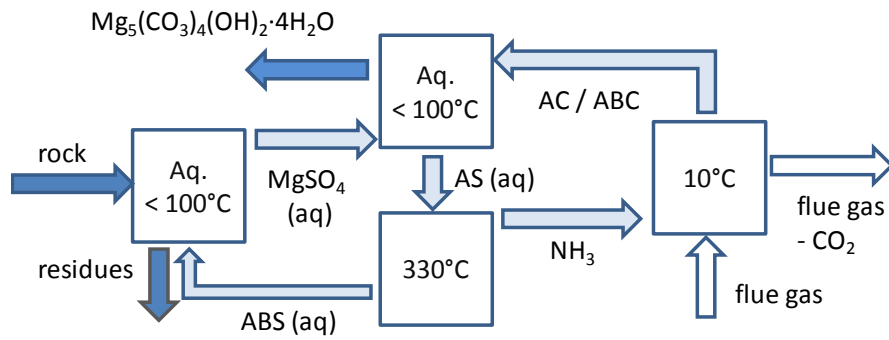 Mg₅(CO₃)₄(OH)₂·4H₂O
Aq.
< 100°C
AC / ABC
rock
Aq.
< 100°C
MgSO₄
(aq)
AS (aq)
10°C
flue gas
- CO₂
residues
330°C
NH₃
flue gas
ABS (aq)